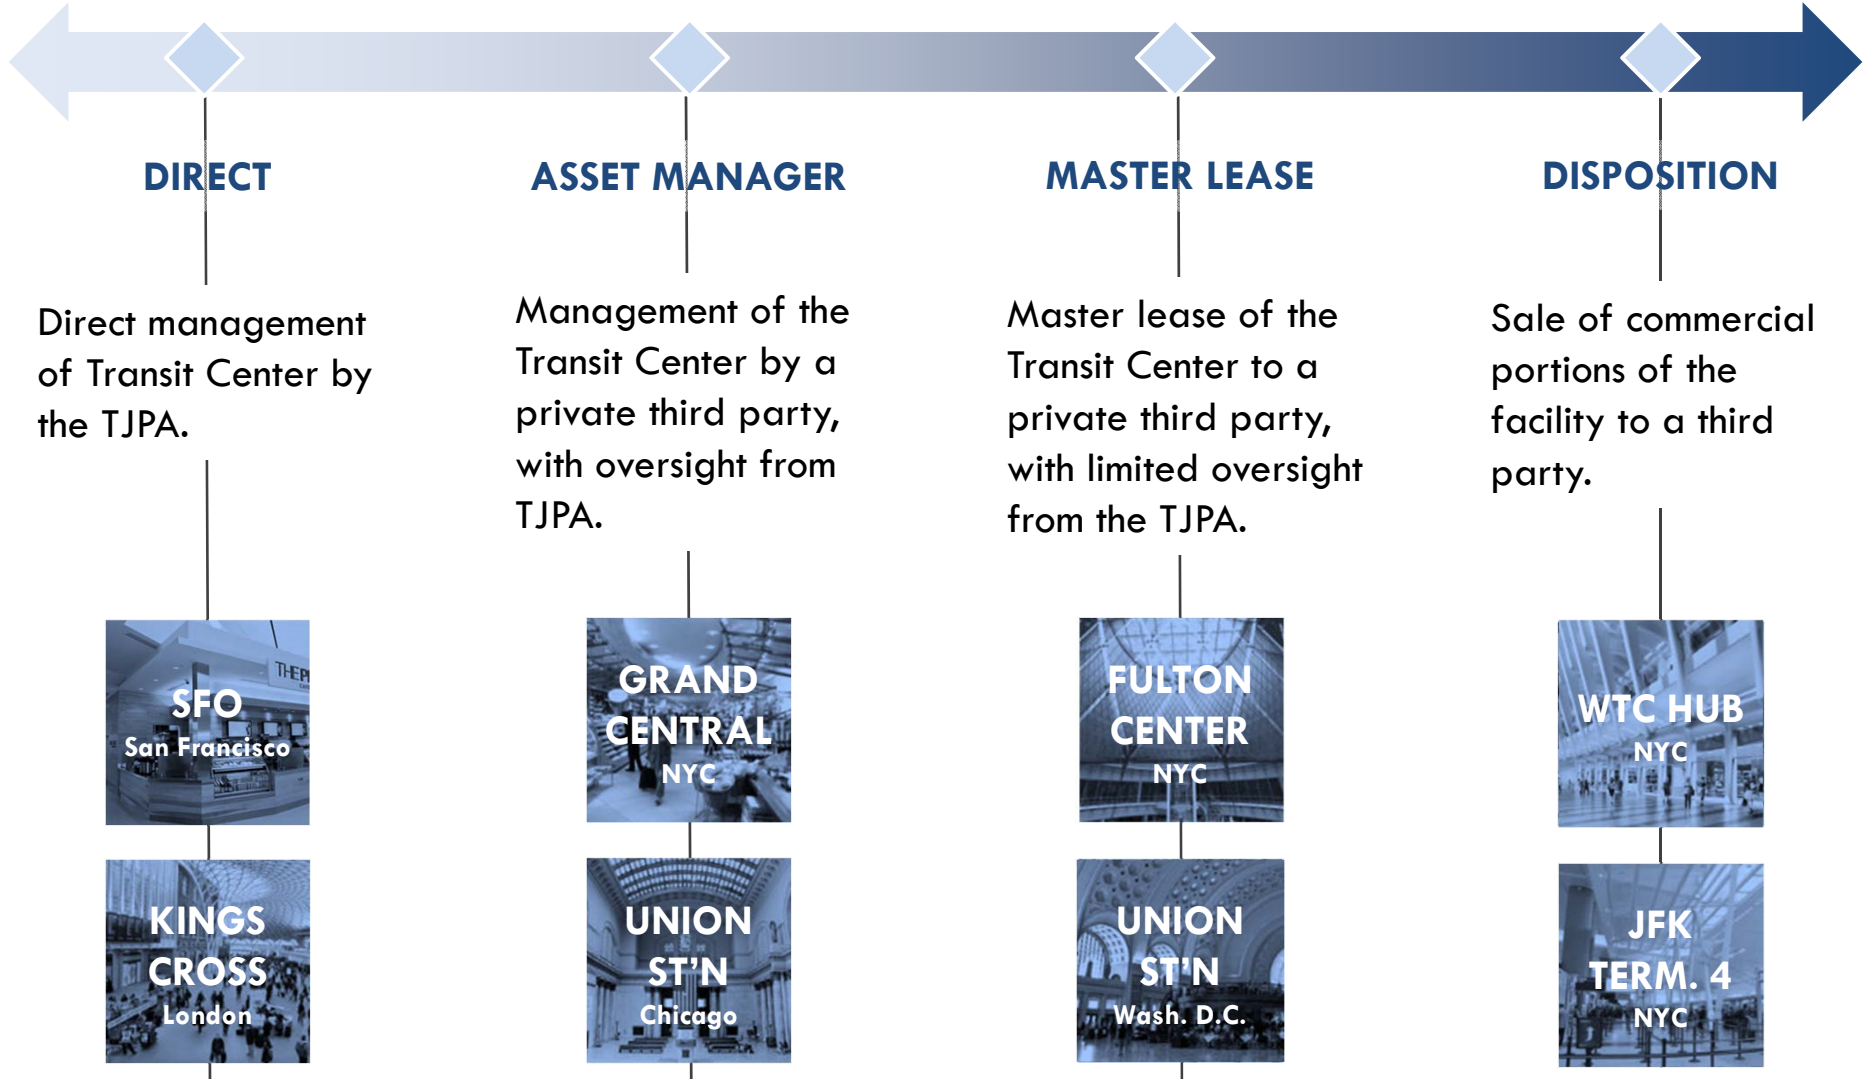 DIRECT
ASSET MANAGER
MASTER LEASE
DISPOSITION
Direct management
of Transit Center by
the TJPA.
Management of the
Transit Center by a
private third party,
with oversight from
TJPA.
Master lease of the
Transit Center to a
private third party,
with limited oversight
from the TJPA.
Sale of commercial
portions of the
facility to a third
party.
SFO
San Francisco
GRAND
CENTRAL
NYC
FULTON
CENTER
NYC
WTC HUB
NYC
KINGS
CROSS
London
UNION
ST’N
Chicago
UNION
ST’N
Wash. D.C.
JFK
TERM. 4
NYC